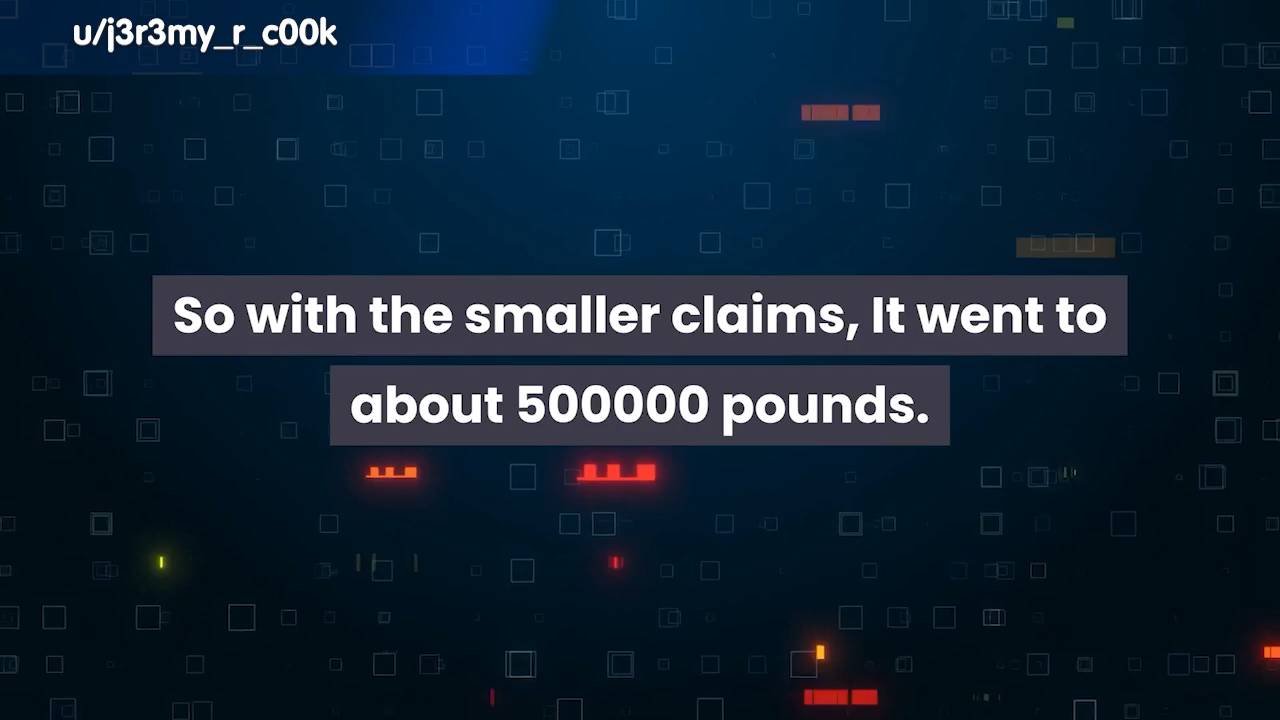 u/j3r3my_r_c00k
So with the smaller claims, It went to
about 500000 pounds.